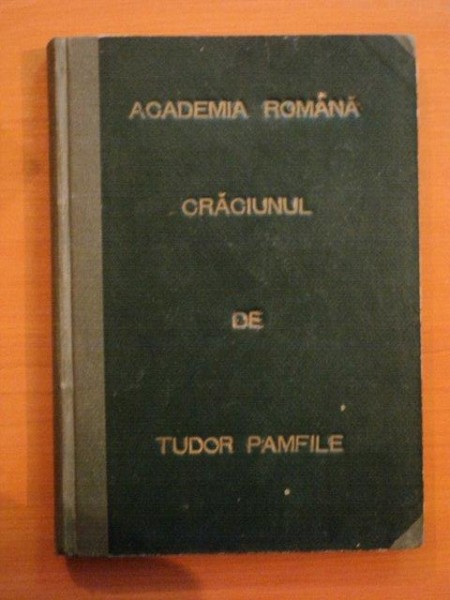 ACADEMIA ROMÂNĂ
CRĂCIUNUL
DE
TUDOR PAMFILE